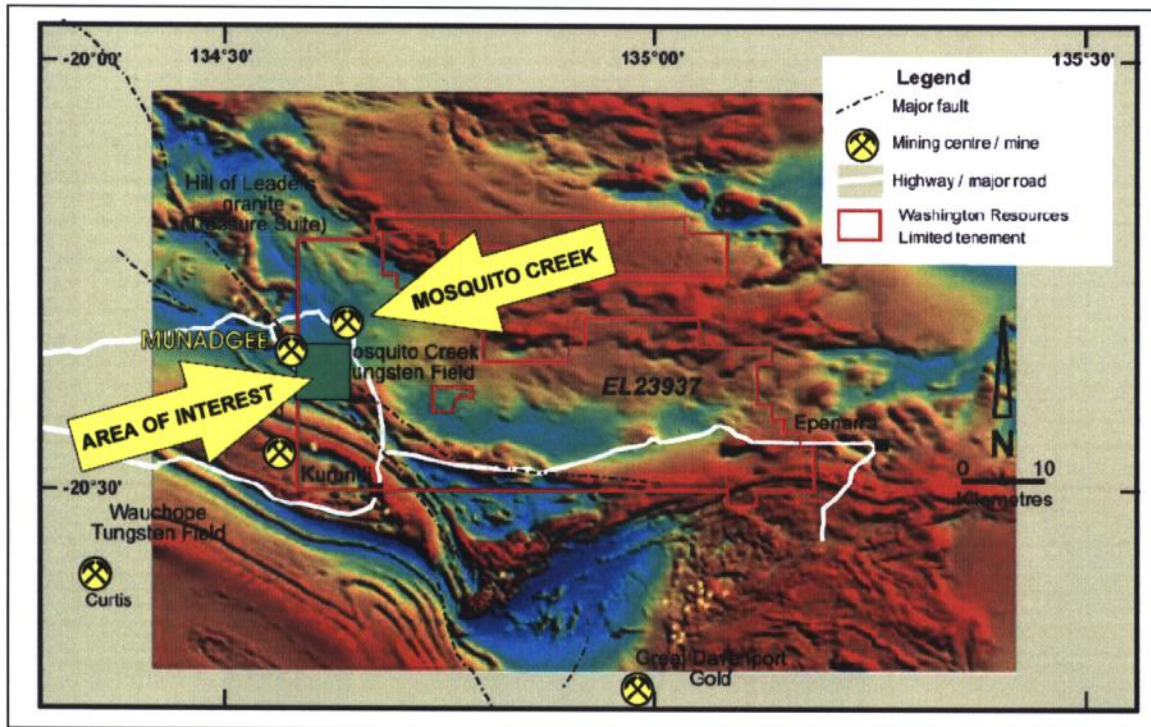 134°30'
135°00'
135°30'
-20°00'
Legend
Major fault
Mining centre / mine
Highway / major road
Washington Resources
Limited tenement
Hill of Leaders
granite
(Treasure Suite)
MOSQUITO CREEK
MUNADGEE
osquito Creek
ungsten Field
AREA OF INTEREST
EL23937
Epenarra
N
0 10
Kilometres
Kurundi
-20°30'
Wauchope
Tungsten Field
Curtis
Great Davenport
Gold